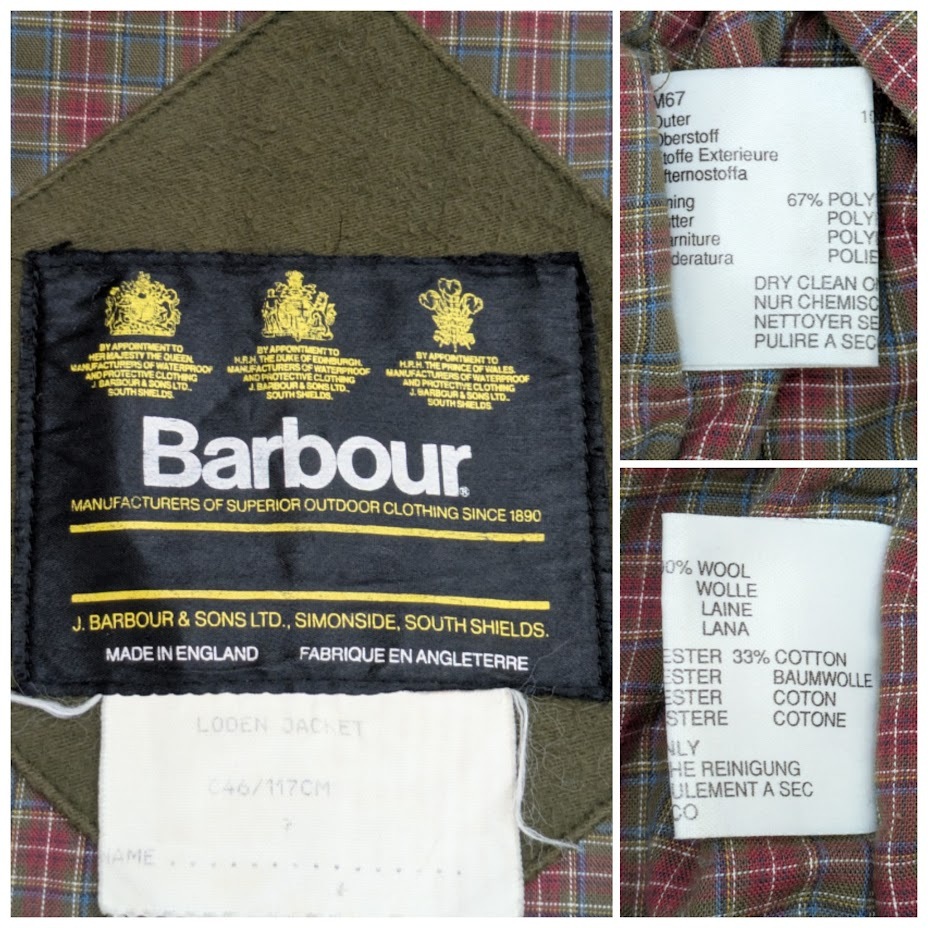 BY APPOINTMENT TO
HER MAJESTY THE QUEEN.
MANUFACTURERS OF WATERPROOF
AND PROTECTIVE CLOTHING
J. BARBOUR & SONS LTD.,
SOUTH SHIELDS.
BY APPOINTMENT TO
H.R.H. THE DUKE OF EDINBURGH.
MANUFACTURERS OF WATERPROOF
AND PROTECTIVE CLOTHING
J. BARBOUR & SONS LTD.,
SOUTH SHIELDS.
BY APPOINTMENT TO
H.R.H. THE PRINCE OF WALES.
MANUFACTURERS OF WATERPROOF
AND PROTECTIVE CLOTHING
J. BARBOUR & SONS LTD.,
SOUTH SHIELDS.
Barbour®
MANUFACTURERS OF SUPERIOR OUTDOOR CLOTHING SINCE 1890
J. BARBOUR & SONS LTD., SIMONSIDE, SOUTH SHIELDS.
MADE IN ENGLAND FABRIQUE EN ANGLETERRE
LODEN JACKET
C46/117CM
NAME . . . . . . . . . . . . .
M67
Outer 10
Oberstoff
toffe Exterieure
fternostoffa
ning 67% POLY
tter POLY
arniture POLY
deratura POLIE
DRY CLEAN O
NUR CHEMISC
NETTOYER SE
PULIRE A SEC
0% WOOL
WOLLE
LAINE
LANA
ESTER 33% COTTON
ESTER BAUMWOLLE
ESTER COTON
STERE COTONE
NLY
HE REINIGUNG
ULEMENT A SEC
CO